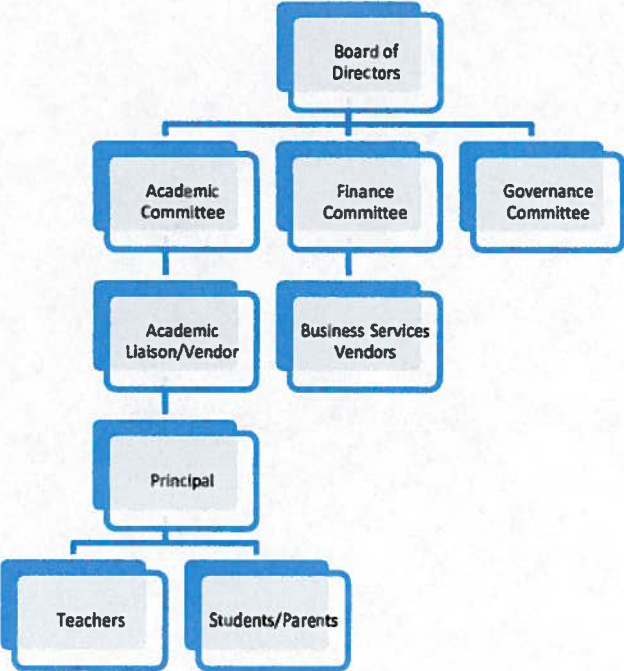 Board of
Directors
Academic
Committee
Finance
Committee
Governance
Committee
Academic
Liaison/Vendor
Business Services
Vendors
Principal
Teachers
Students/Parents